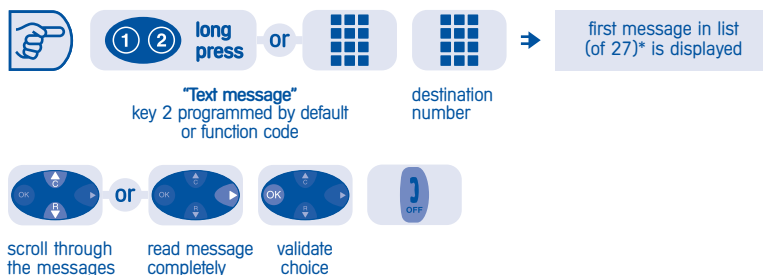 1 2 long press or
first message in list
(of 27)* is displayed
"Text message"
key 2 programmed by default
or function code
destination
number
C
OK
R
or
C
OK
R
C
OK
R
OFF
scroll through
the messages
read message
completely
validate
choice